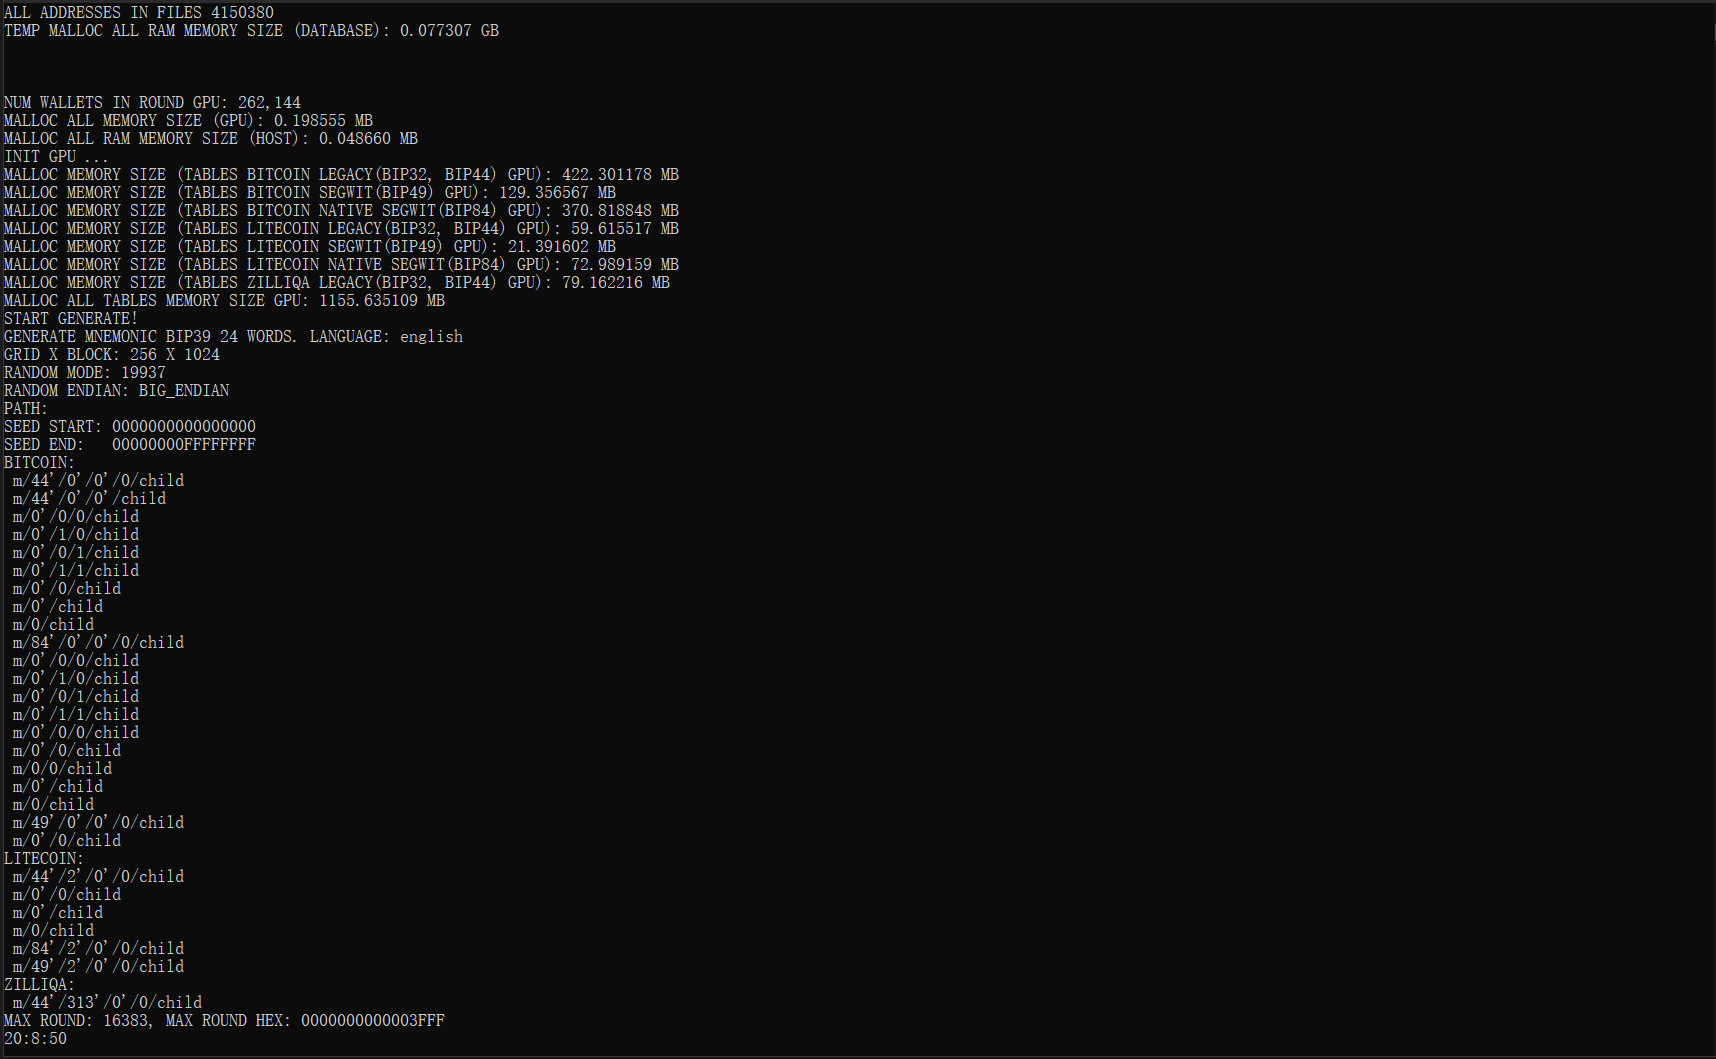 ALL ADDRESSES IN FILES 4150380
TEMP MALLOC ALL RAM MEMORY SIZE (DATABASE): 0.077307 GB
NUM WALLETS IN ROUND GPU: 262,144
MALLOC ALL MEMORY SIZE (GPU): 0.198555 MB
MALLOC ALL RAM MEMORY SIZE (HOST): 0.048660 MB
INIT GPU ...
MALLOC MEMORY SIZE (TABLES BITCOIN LEGACY(BIP32, BIP44) GPU): 422.301178 MB
MALLOC MEMORY SIZE (TABLES BITCOIN SEGWIT(BIP49) GPU): 129.356567 MB
MALLOC MEMORY SIZE (TABLES BITCOIN NATIVE SEGWIT(BIP84) GPU): 370.818848 MB
MALLOC MEMORY SIZE (TABLES LITECOIN LEGACY(BIP32, BIP44) GPU): 59.615517 MB
MALLOC MEMORY SIZE (TABLES LITECOIN SEGWIT(BIP49) GPU): 21.391602 MB
MALLOC MEMORY SIZE (TABLES LITECOIN NATIVE SEGWIT(BIP84) GPU): 72.989159 MB
MALLOC MEMORY SIZE (TABLES ZILLIQA LEGACY(BIP32, BIP44) GPU): 79.162216 MB
MALLOC ALL TABLES MEMORY SIZE GPU: 1155.635109 MB
START GENERATE!
GENERATE MNEMONIC BIP39 24 WORDS. LANGUAGE: english
GRID X BLOCK: 256 X 1024
RANDOM MODE: 19937
RANDOM ENDIAN: BIG_ENDIAN
PATH:
SEED START: 0000000000000000
SEED END:   00000000FFFFFFFF
BITCOIN:
m/44'/0'/0'/0/child
m/44'/0'/0'/child
m/0'/0/0/child
m/0'/1/0/child
m/0'/0/1/child
m/0'/1/1/child
m/0'/0/child
m/0'/child
m/0/child
m/84'/0'/0'/0/child
m/0'/0/0/child
m/0'/1/0/child
m/0'/0/1/child
m/0'/1/1/child
m/0'/0/0/child
m/0'/0/child
m/0/0/child
m/0'/child
m/0/child
m/49'/0'/0'/0/child
m/0'/0/child
LITECOIN:
m/44'/2'/0'/0/child
m/0'/0/child
m/0'/child
m/0/child
m/84'/2'/0'/0/child
m/49'/2'/0'/0/child
ZILLIQA:
m/44'/313'/0'/0/child
MAX ROUND: 16383, MAX ROUND HEX: 0000000000003FFF
20:8:50